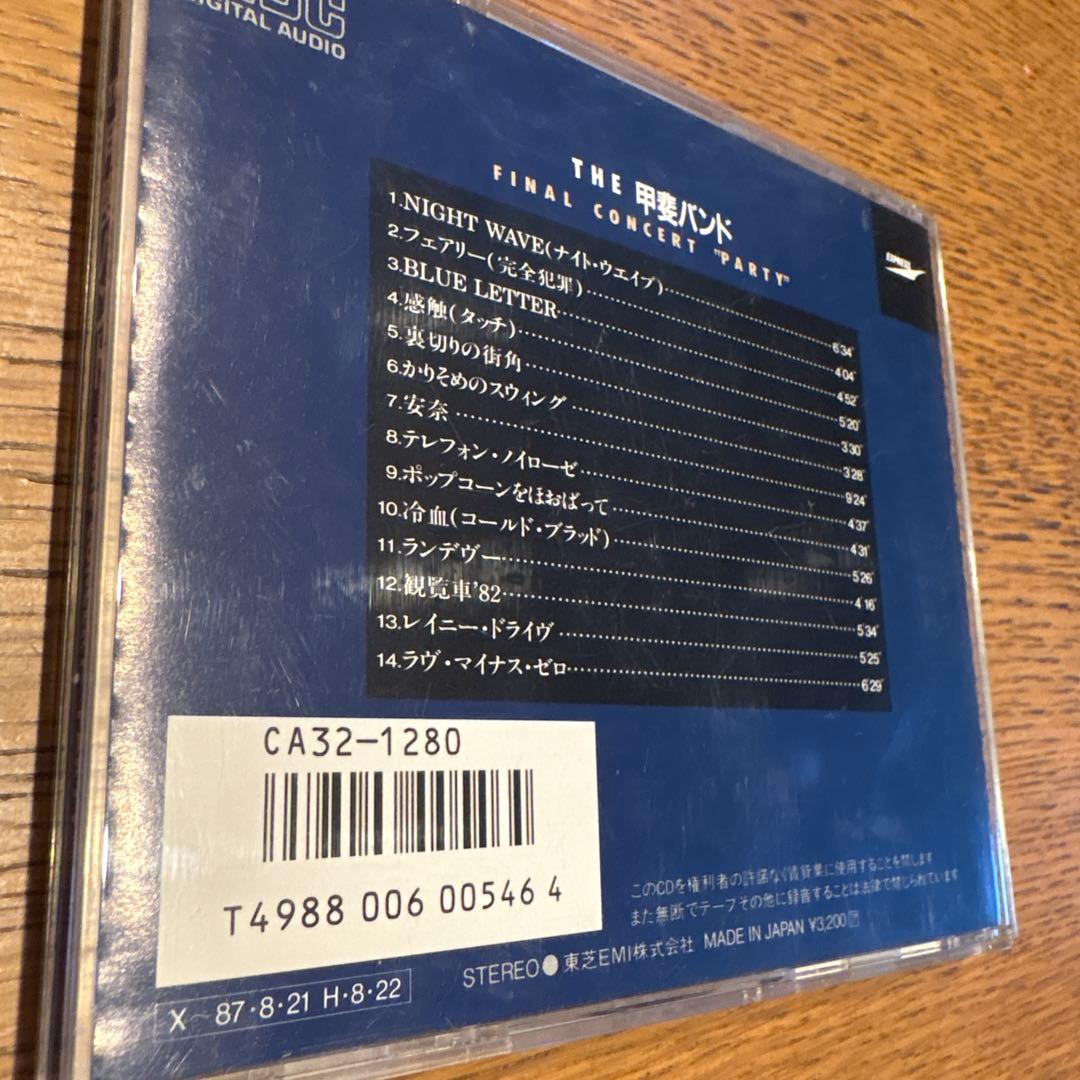 DIGITAL AUDIO
THE 甲斐バンド
FINAL CONCERT "PARTY"
EXPRESS
1.NIGHT WAVE(ナイト・ウエイブ)……6'34"
2.フェアリー(完全犯罪)……4'04"
3.BLUE LETTER……4'52"
4.感触(タッチ)……5'20"
5.裏切りの街角……3'30"
6.かりそめのスウィング……3'28"
7.安奈……9'24"
8.テレフォン・ノイローゼ……4'37"
9.ポップコーンをほおばって……4'31"
10.冷血(コールド・ブラッド)……5'26"
11.ランデヴー……4'16"
12.観覧車'82……5'34"
13.レイニー・ドライヴ……5'25"
14.ラヴ・マイナス・ゼロ……6'29"
CA32-1280
T4988 006 00546 4
このCDを権利者の許諾なく賃貸業に使用することを禁じます
また無断でテープその他に録音することは法律で禁じられています
STEREO●東芝EMI株式会社 MADE IN JAPAN ¥3,200
X 87・8・21 H・8・22